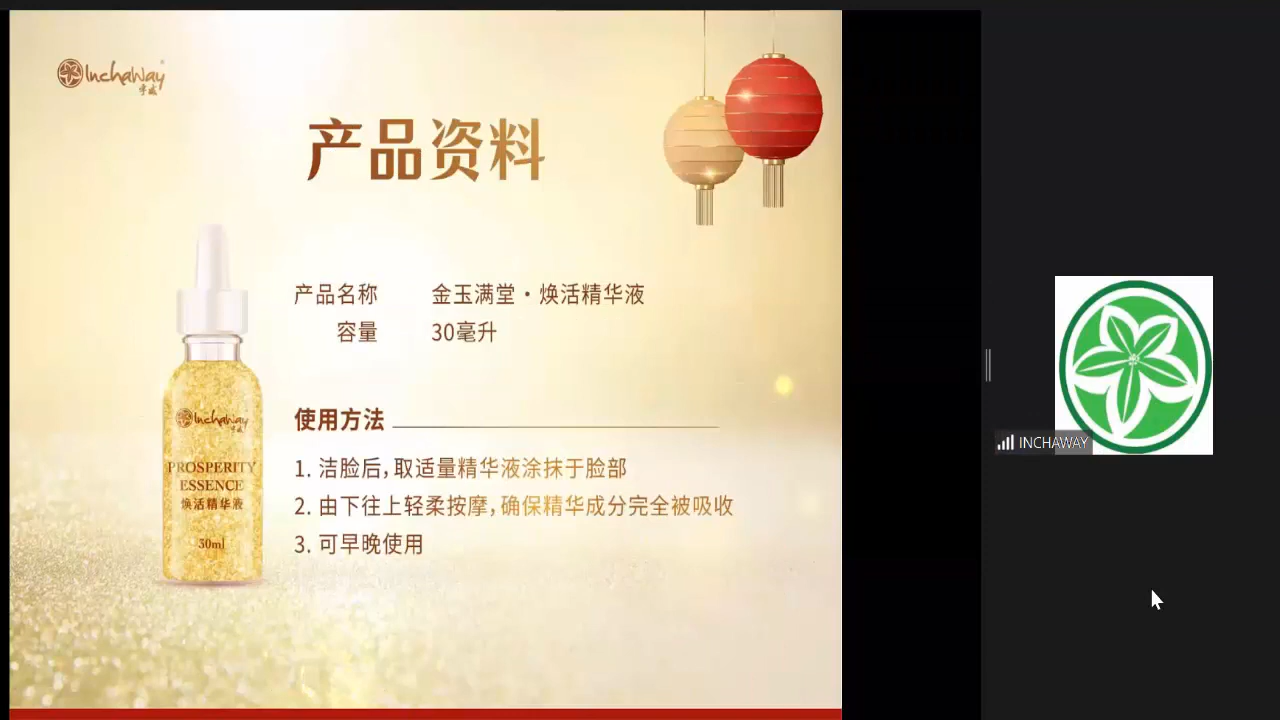 InchaWay
宇威
产品资料
产品名称 金玉满堂·焕活精华液
容量 30毫升
使用方法
1. 洁脸后,取适量精华液涂抹于脸部
2. 由下往上轻柔按摩,确保精华成分完全被吸收
3. 可早晚使用
InchaWay
PROSPERITY
ESSENCE
焕活精华液
30ml
INCHAWAY